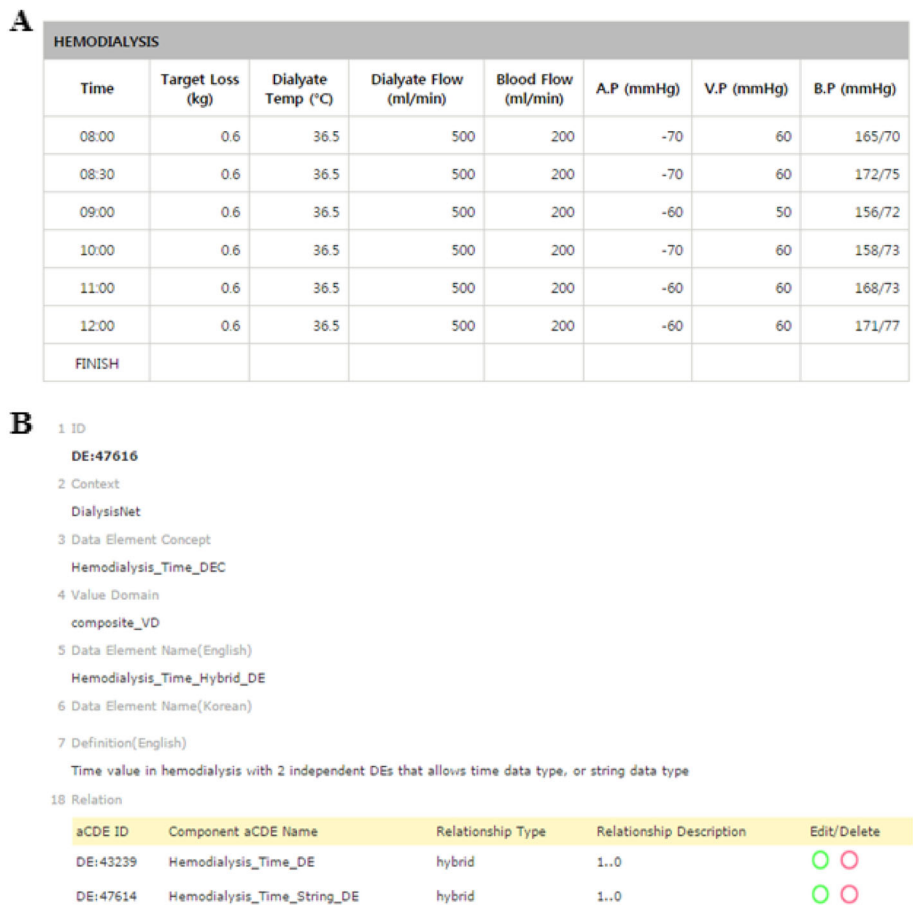 A
HEMODIALYSIS
Time Target Loss (kg) Dialyate Temp (°C) Dialyate Flow (ml/min) Blood Flow (ml/min) A.P (mmHg) V.P (mmHg) B.P (mmHg)
08:00 0.6 36.5 500 200 -70 60 165/70
08:30 0.6 36.5 500 200 -70 60 172/75
09:00 0.6 36.5 500 200 -60 50 156/72
10:00 0.6 36.5 500 200 -70 60 158/73
11:00 0.6 36.5 500 200 -60 60 168/73
12:00 0.6 36.5 500 200 -60 60 171/77
FINISH
B
1 ID
DE:47616
2 Context
DialysisNet
3 Data Element Concept
Hemodialysis_Time_DEC
4 Value Domain
composite_VD
5 Data Element Name(English)
Hemodialysis_Time_Hybrid_DE
6 Data Element Name(Korean)
7 Definition(English)
Time value in hemodialysis with 2 independent DEs that allows time data type, or string data type
18 Relation
aCDE ID Component aCDE Name Relationship Type Relationship Description Edit/Delete
DE:43239 Hemodialysis_Time_DE hybrid 1..0
DE:47614 Hemodialysis_Time_String_DE hybrid 1..0